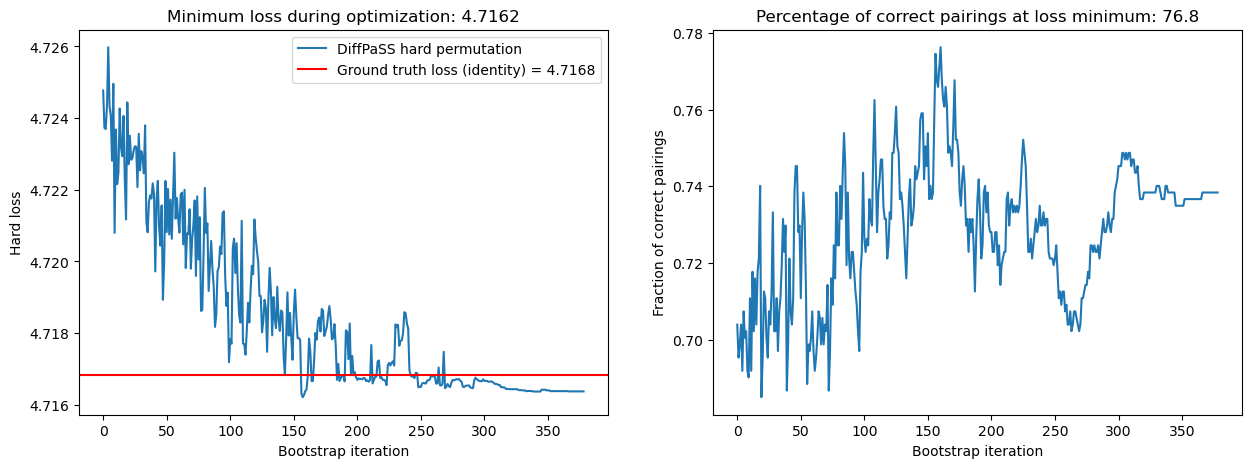 Minimum loss during optimization: 4.7162
DiffPaSS hard permutation
Ground truth loss (identity) = 4.7168
Hard loss
4.726
4.724
4.722
4.720
4.718
4.716
0 50 100 150 200 250 300 350
Bootstrap iteration
Percentage of correct pairings at loss minimum: 76.8
Fraction of correct pairings
0.78
0.76
0.74
0.72
0.70
0 50 100 150 200 250 300 350
Bootstrap iteration